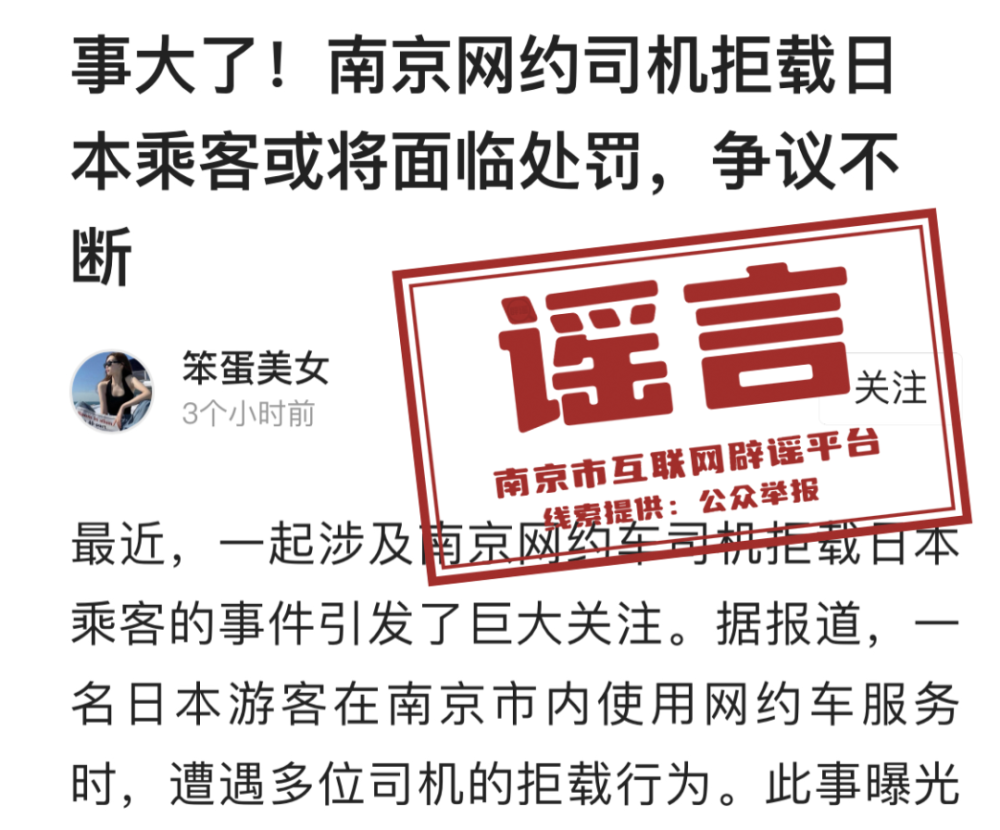 事大了！南京网约司机拒载日
本乘客或将面临处罚，争议不
断
笨蛋美女
3个小时前
关注
谣言
南京市互联网辟谣平台
线索提供：公众举报
最近，一起涉及南京网约车司机拒载日本
乘客的事件引发了巨大关注。据报道，一
名日本游客在南京市内使用网约车服务
时，遭遇多位司机的拒载行为。此事曝光